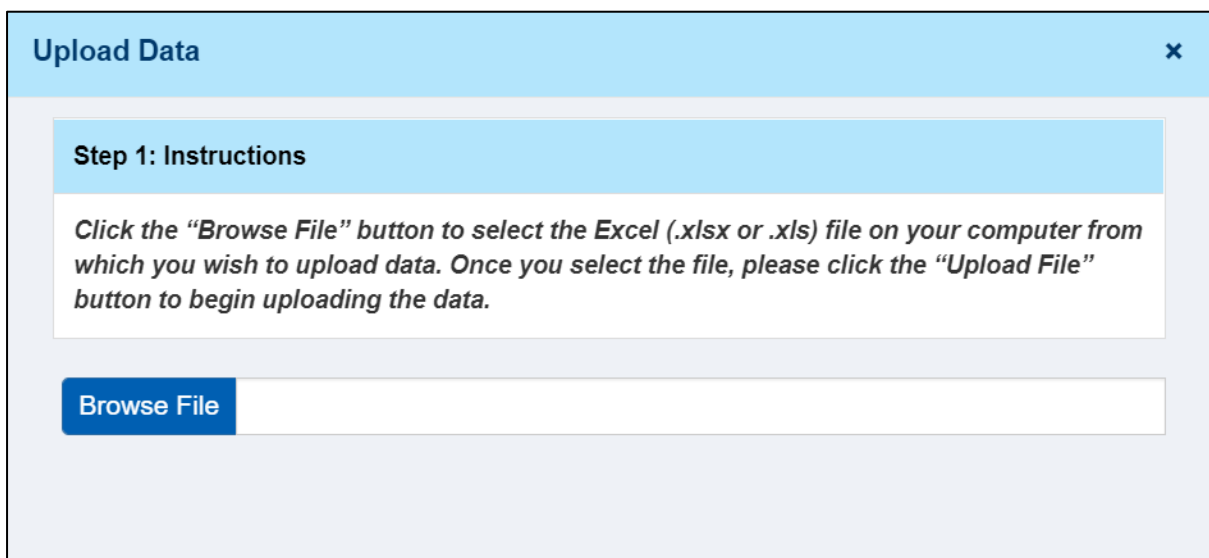 Upload Data ×
Step 1: Instructions
Click the “Browse File” button to select the Excel (.xlsx or .xls) file on your computer from
which you wish to upload data. Once you select the file, please click the “Upload File”
button to begin uploading the data.
Browse File